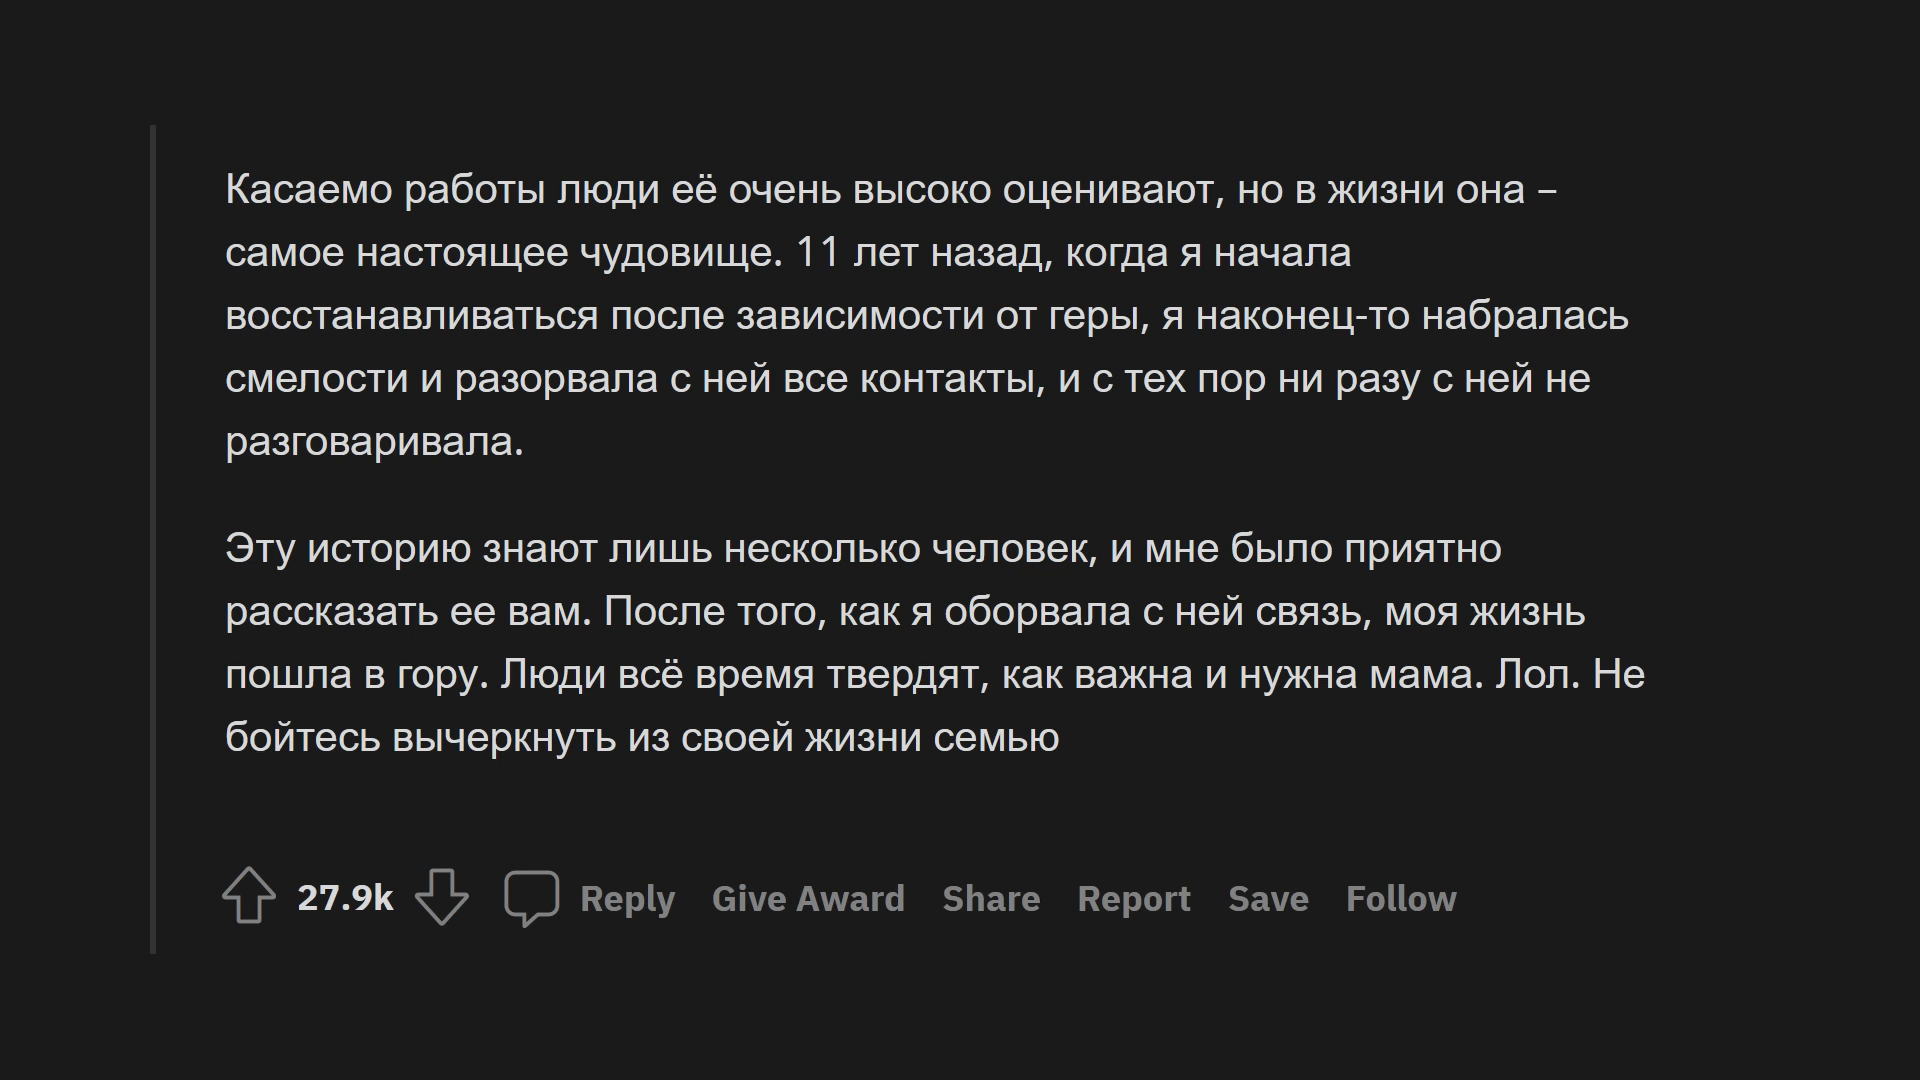 Касаемо работы люди её очень высоко оценивают, но в жизни она –
самое настоящее чудовище. 11 лет назад, когда я начала
восстанавливаться после зависимости от геры, я наконец-то набралась
смелости и разорвала с ней все контакты, и с тех пор ни разу с ней не
разговаривала.
Эту историю знают лишь несколько человек, и мне было приятно
рассказать ее вам. После того, как я оборвала с ней связь, моя жизнь
пошла в гору. Люди всё время твердят, как важна и нужна мама. Лол. Не
бойтесь вычеркнуть из своей жизни семью
27.9k Reply Give Award Share Report Save Follow